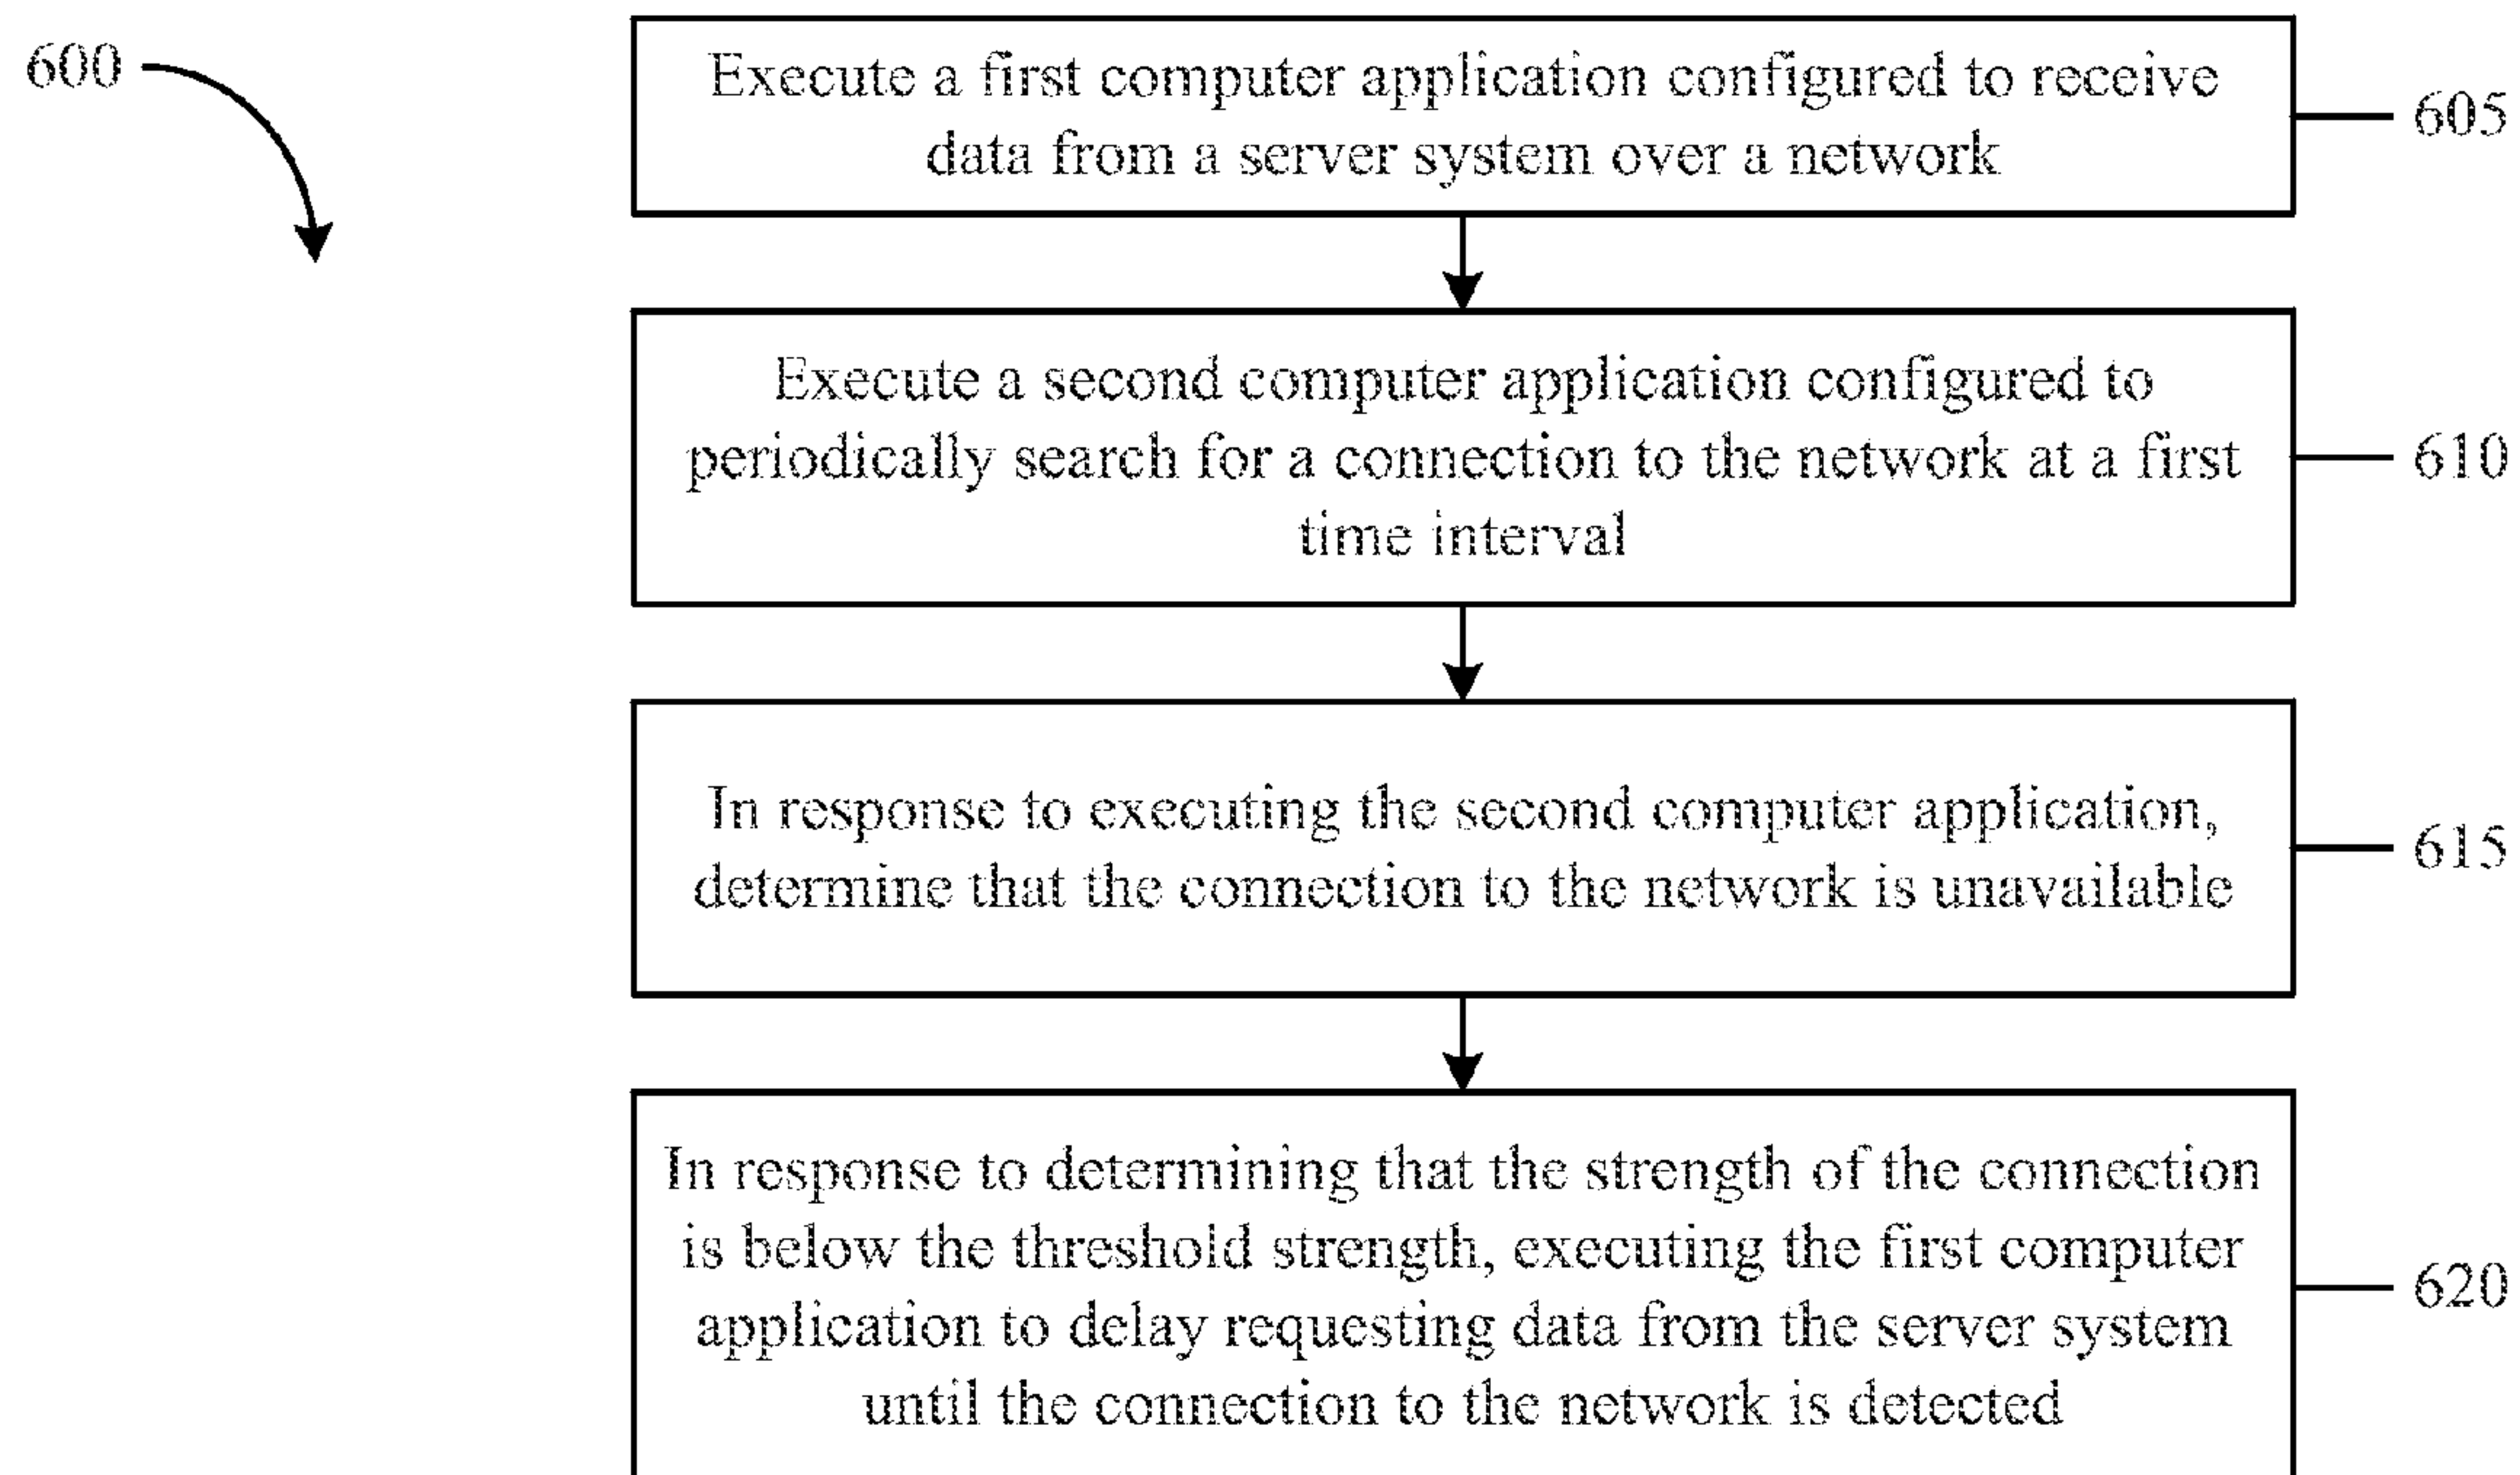 600
Execute a first computer application configured to receive
data from a server system over a network
605
Execute a second computer application configured to
periodically search for a connection to the network at a first
time interval
610
In response to executing the second computer application,
determine that the connection to the network is unavailable
615
In response to determining that the strength of the connection
is below the threshold strength, executing the first computer
application to delay requesting data from the server system
until the connection to the network is detected
620